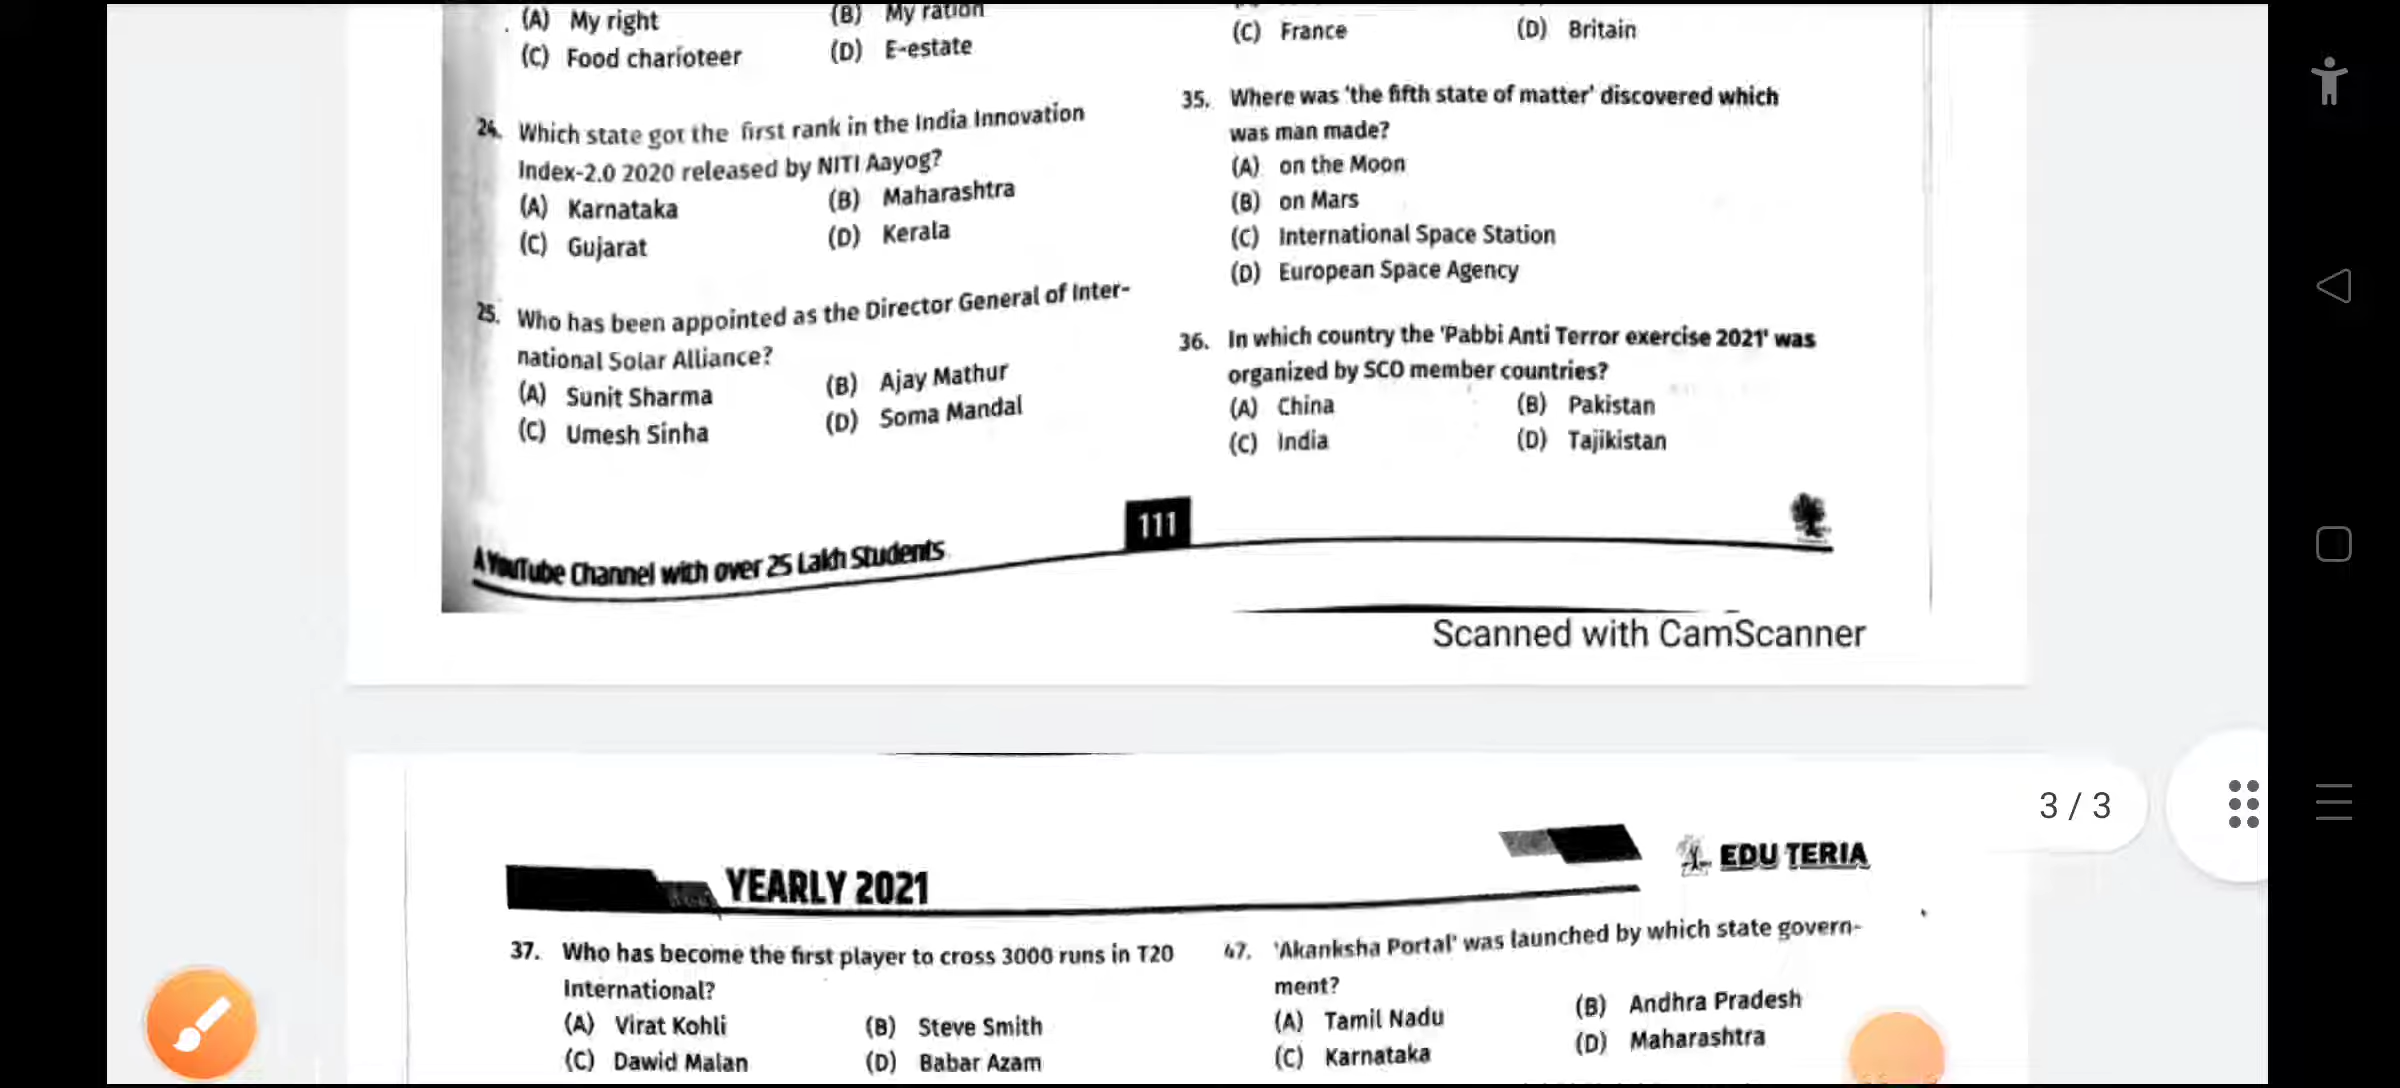 (A) My right
(B) My ration
(C) Food charioteer
(D) E-estate
24. Which state got the first rank in the India Innovation
Index-2.0 2020 released by NITI Aayog?
(A) Karnataka
(B) Maharashtra
(C) Gujarat
(D) Kerala
25. Who has been appointed as the Director General of Inter-
national Solar Alliance?
(A) Sunit Sharma
(B) Ajay Mathur
(C) Umesh Sinha
(D) Soma Mandal
(C) France
(D) Britain
35. Where was 'the fifth state of matter' discovered which
was man made?
(A) on the Moon
(B) on Mars
(C) International Space Station
(D) European Space Agency
36. In which country the 'Pabbi Anti Terror exercise 2021' was
organized by SCO member countries?
(A) China
(B) Pakistan
(C) India
(D) Tajikistan
A YouTube Channel with over 25 Lakh Students
111
Scanned with CamScanner
3 / 3
YEARLY 2021
EDU TERIA
37. Who has become the first player to cross 3000 runs in T20
International?
(A) Virat Kohli
(B) Steve Smith
(C) Dawid Malan
(D) Babar Azam
47. 'Akanksha Portal' was launched by which state govern-
ment?
(A) Tamil Nadu
(B) Andhra Pradesh
(C) Karnataka
(D) Maharashtra